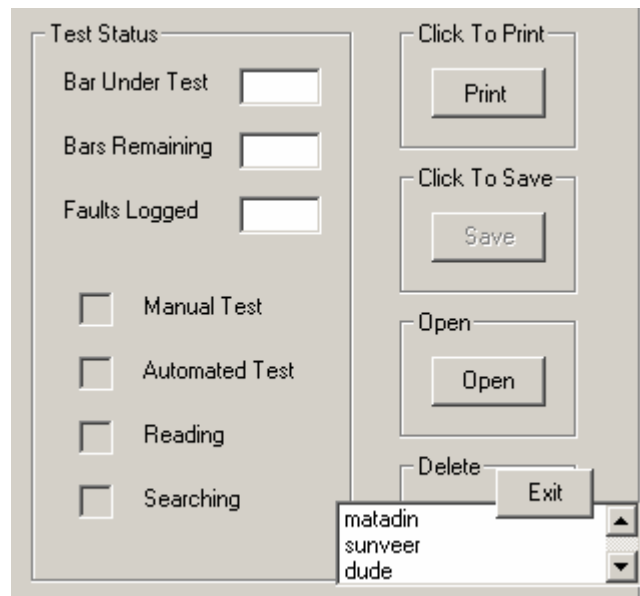 Test Status
Bar Under Test
Bars Remaining
Faults Logged
Manual Test
Automated Test
Reading
Searching
Click To Print
Print
Click To Save
Save
Open
Open
Delete
Exit
matadin
sunveer
dude